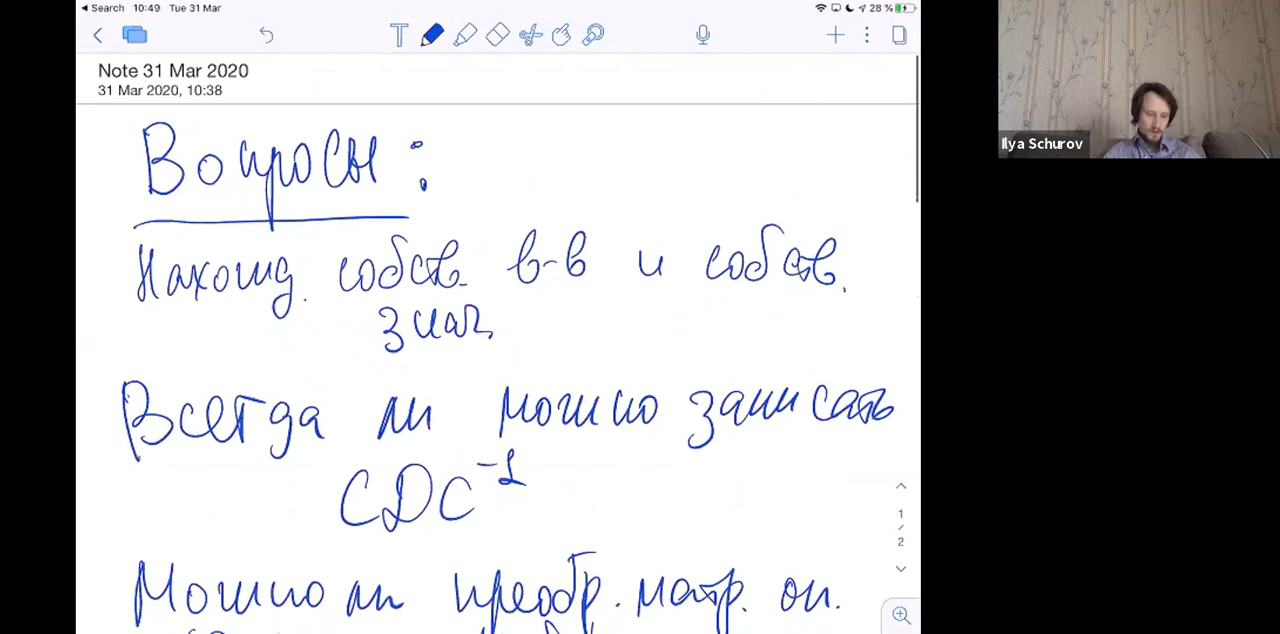 Search 10:49 Tue 31 Mar 28 %
Note 31 Mar 2020
31 Mar 2020, 10:38
Вопросы:
Нахожд. собств. в-в и собств.
знач.
Всегда ли можно записать
CDC⁻¹
Можно ли преобр. матр. оп.
1
/
2
Ilya Schurov